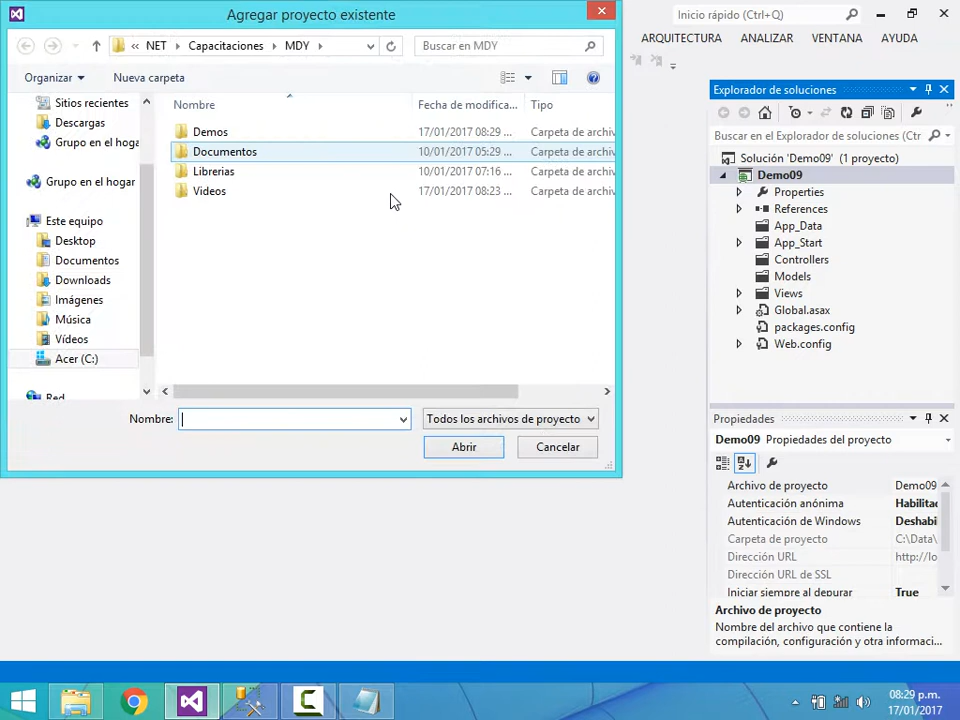 Agregar proyecto existente
Inicio rápido (Ctrl+Q)
ARQUITECTURA ANALIZAR VENTANA AYUDA
« NET Capacitaciones MDY
Buscar en MDY
Organizar Nueva carpeta
Sitios recientes
Descargas
Grupo en el hoga
Grupo en el hogar
Este equipo
Desktop
Documentos
Downloads
Imágenes
Música
Vídeos
Acer (C:)
Red
Nombre Fecha de modifica... Tipo
Demos 17/01/2017 08:29 ... Carpeta de archiv
Documentos 10/01/2017 05:29 ... Carpeta de archiv
Librerias 10/01/2017 07:16 ... Carpeta de archiv
Videos 17/01/2017 08:23 ... Carpeta de archiv
Nombre:
Todos los archivos de proyecto
Abrir Cancelar
Explorador de soluciones
Buscar en el Explorador de soluciones (Ctr
Solución 'Demo09' (1 proyecto)
Demo09
Properties
References
App_Data
App_Start
Controllers
Models
Views
Global.asax
packages.config
Web.config
Propiedades
Demo09 Propiedades del proyecto
Archivo de proyecto Demo09
Autenticación anónima Habilita
Autenticación de Windows Deshabi
Carpeta de proyecto C:\Data\
Dirección URL http://lo
Dirección URL de SSL
Iniciar siempre al depurar True
Archivo de proyecto
Nombre del archivo que contiene la
compilación, configuración y otra informaci...
08:29 p.m.
17/01/2017